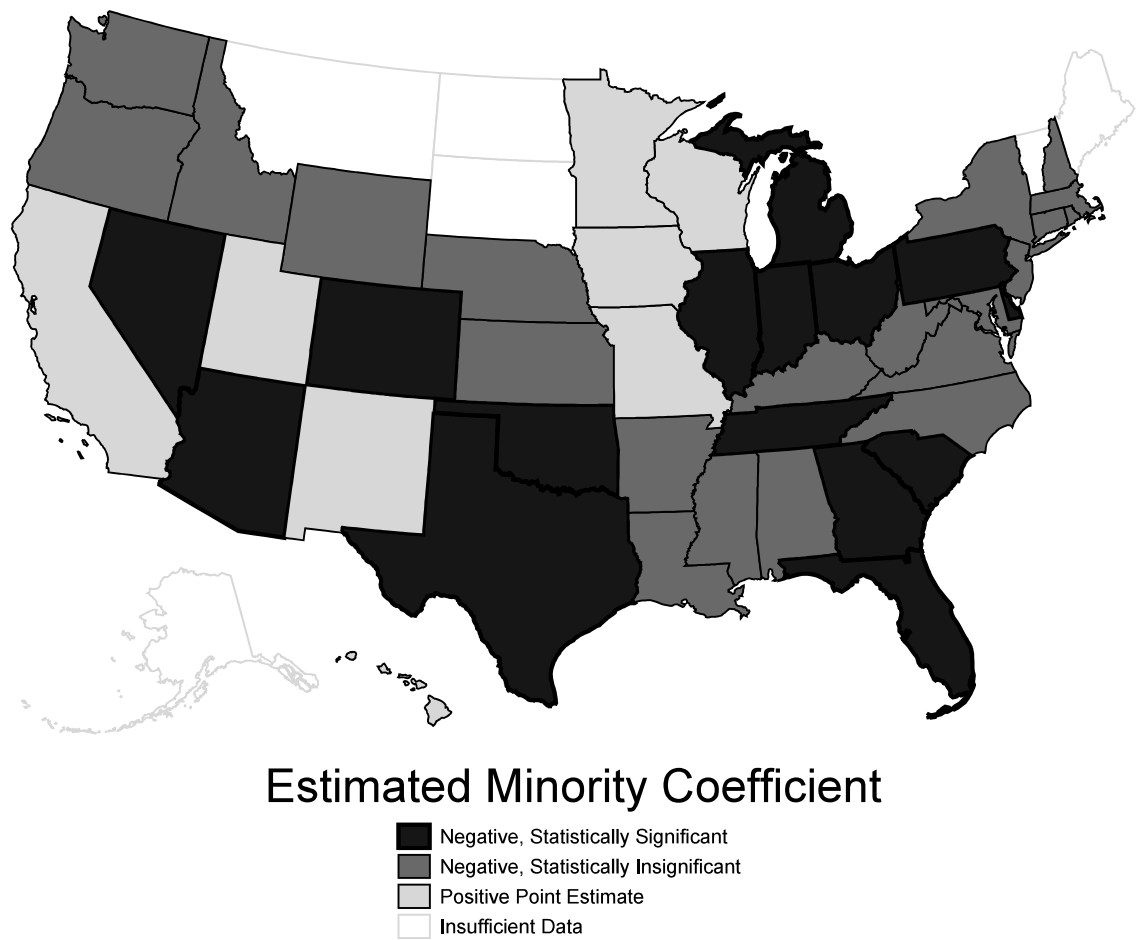 Estimated Minority Coefficient
Negative, Statistically Significant
Negative, Statistically Insignificant
Positive Point Estimate
Insufficient Data